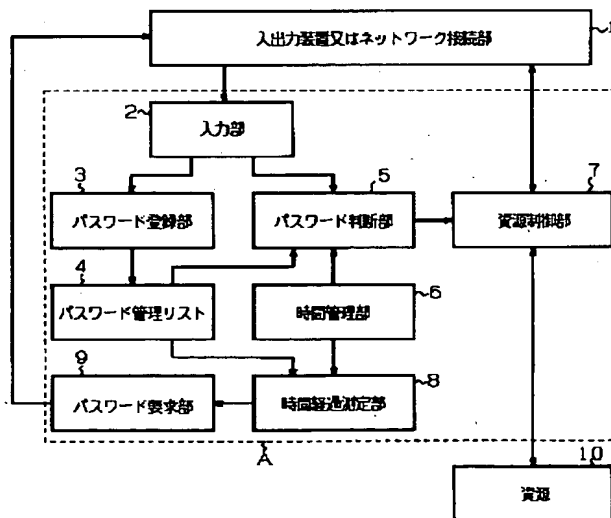 入出力装置又はネットワーク接続部
1
2
入力部
3
5
7
パスワード登録部
パスワード判断部
資源制御部
4
6
パスワード管理リスト
時間管理部
9
8
パスワード要求部
時間経過測定部
A
10
資源